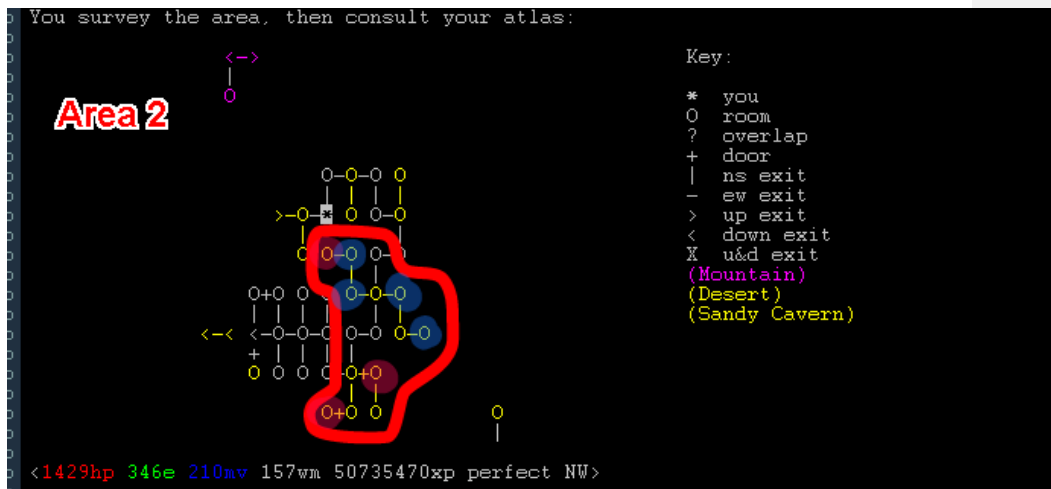 You survey the area, then consult your atlas:
<-> Key:
|
O * you
Area 2
O room
? overlap
+ door
O-O-O O | ns exit
| | | | - ew exit
>-O-* O O-O > up exit
| | < down exit
O O-O O-O X u&d exit
| | (Mountain)
O+O O O O-O-O (Desert)
| | | | | | (Sandy Cavern)
<-< <-O-O-O O-O O-O
+ | | | |
O O O O-O+O
| |
O+O O O
|
<1429hp 346e 210mv 157wm 50735470xp perfect NW>